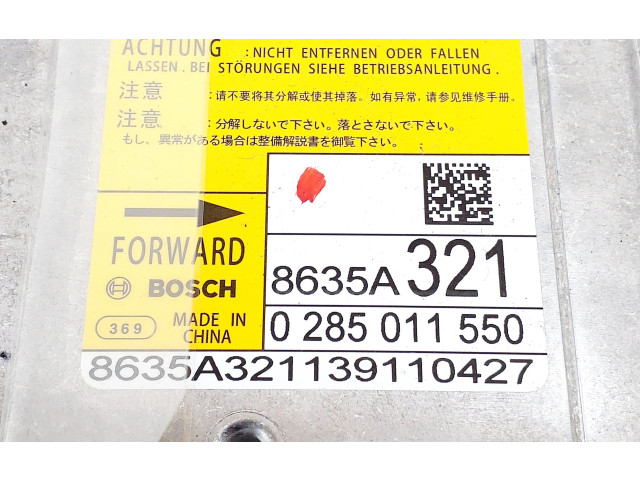 ACHTUNG : NICHT ENTFERNEN ODER FALLEN
LASSEN. BEI STÖRUNGEN SIEHE BETRIEBSANLEITUNG.
注意 : 请不要将其分解或使其掉落。如有异常，请参见维修手册.
注意 : 分解しないで下さい。落とさないで下さい。
もし、異常がある場合は整備解説書を御覧下さい。
FORWARD
BOSCH
8635A 321
369
MADE IN
CHINA
0 285 011 550
8635A321139110427